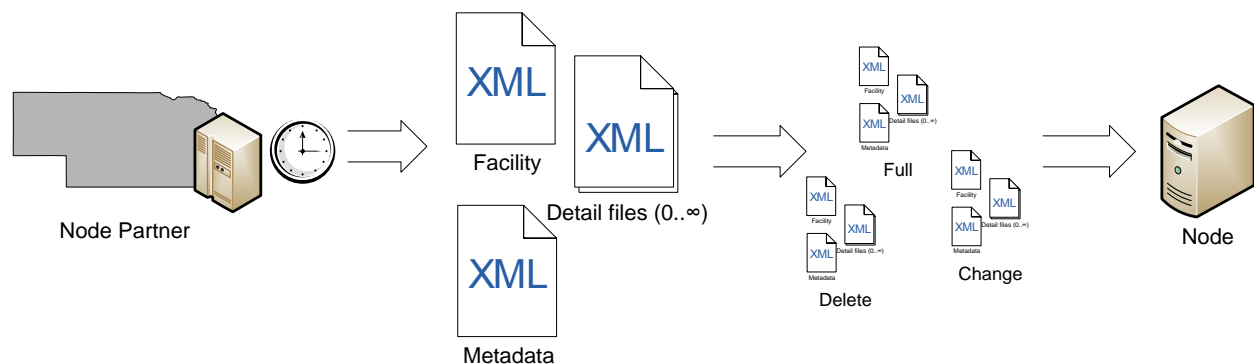 Node Partner
XML
Facility
XML
Detail files (0..∞)
XML
Metadata
XML
Facility
XML
Detail files (0..∞)
XML
Metadata
Full
XML
Facility
XML
Detail files (0..∞)
XML
Metadata
Delete
XML
Facility
XML
Detail files (0..∞)
XML
Metadata
Change
Node